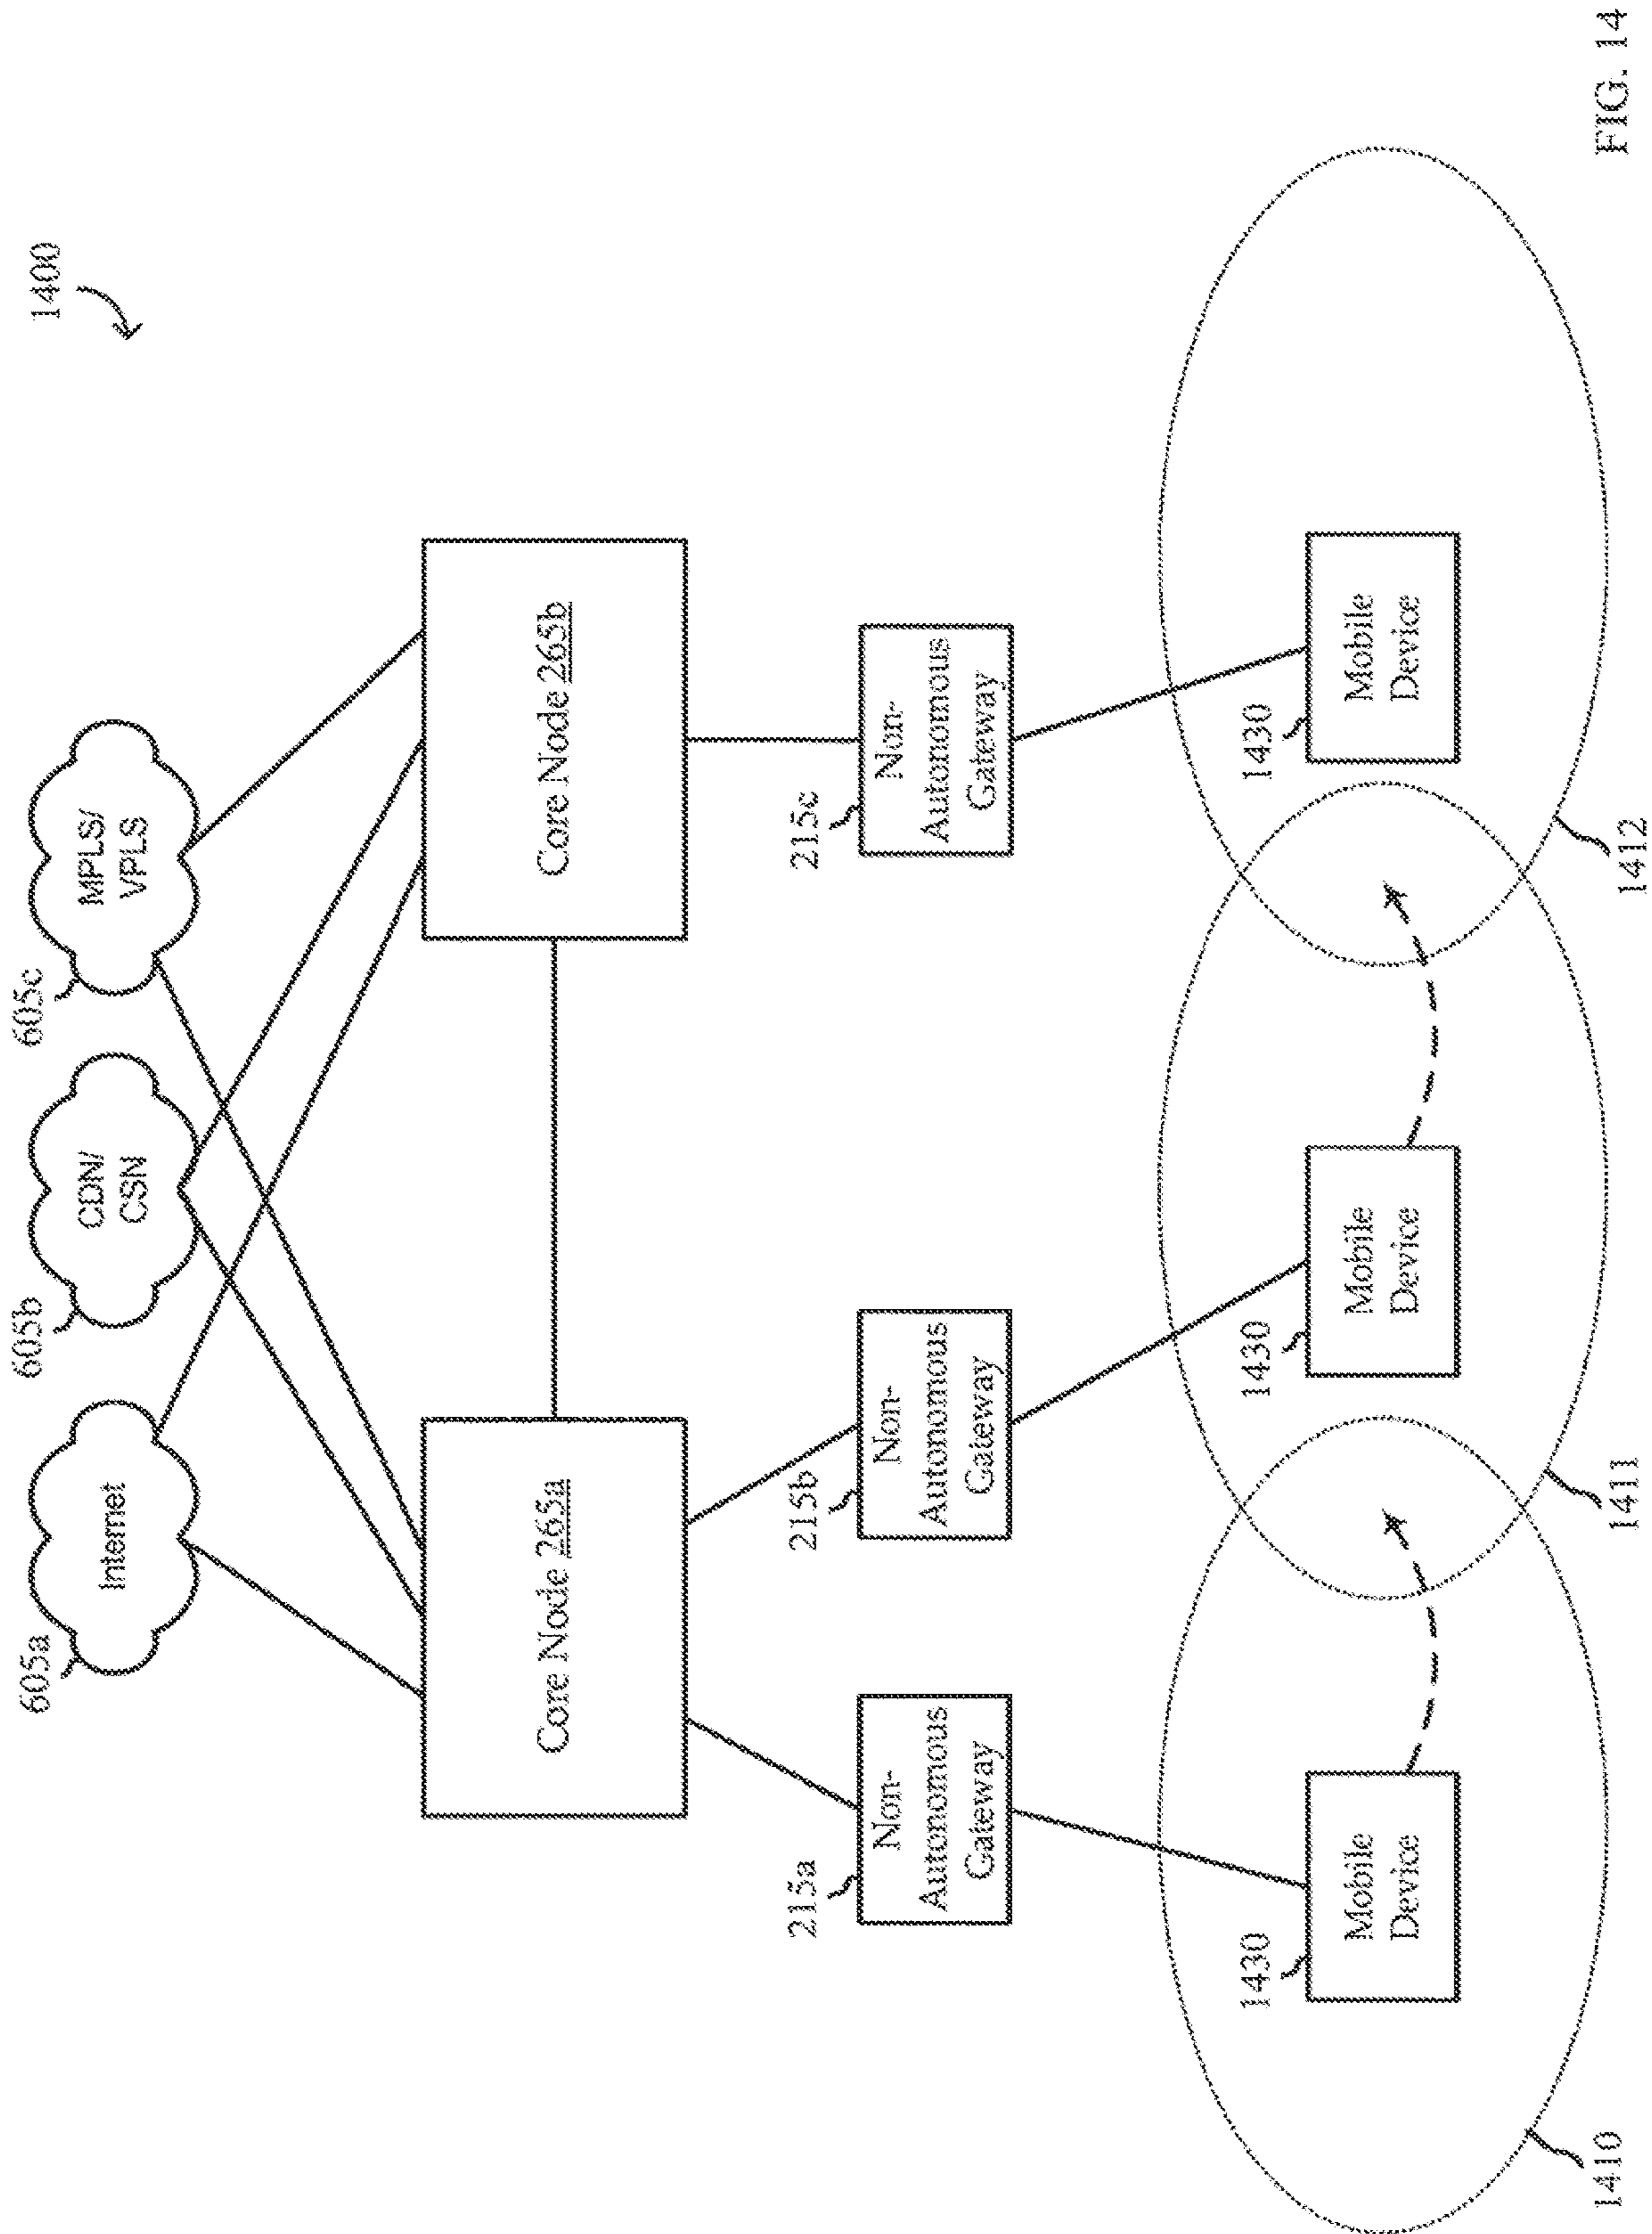 1400
605a
Internet
605b
CDN/
CSN
605c
MPLS/
VPLS
Core Node 265a
Core Node 265b
215a
Non-
Autonomous
Gateway
215b
Non-
Autonomous
Gateway
215c
Non-
Autonomous
Gateway
1430
Mobile
Device
1430
Mobile
Device
1430
Mobile
Device
1410
1411
1412
FIG. 14